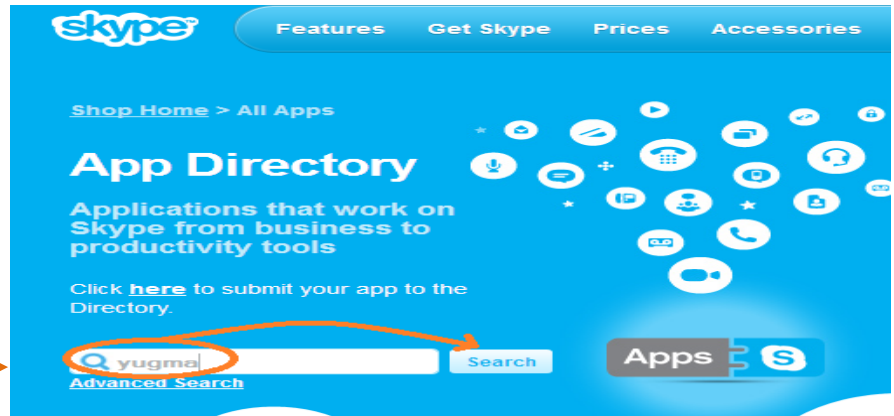 skype
Features Get Skype Prices Accessories
Shop Home > All Apps
App Directory
Applications that work on
Skype from business to
productivity tools
Click here to submit your app to the
Directory.
yugma
Search
Advanced Search
Apps S